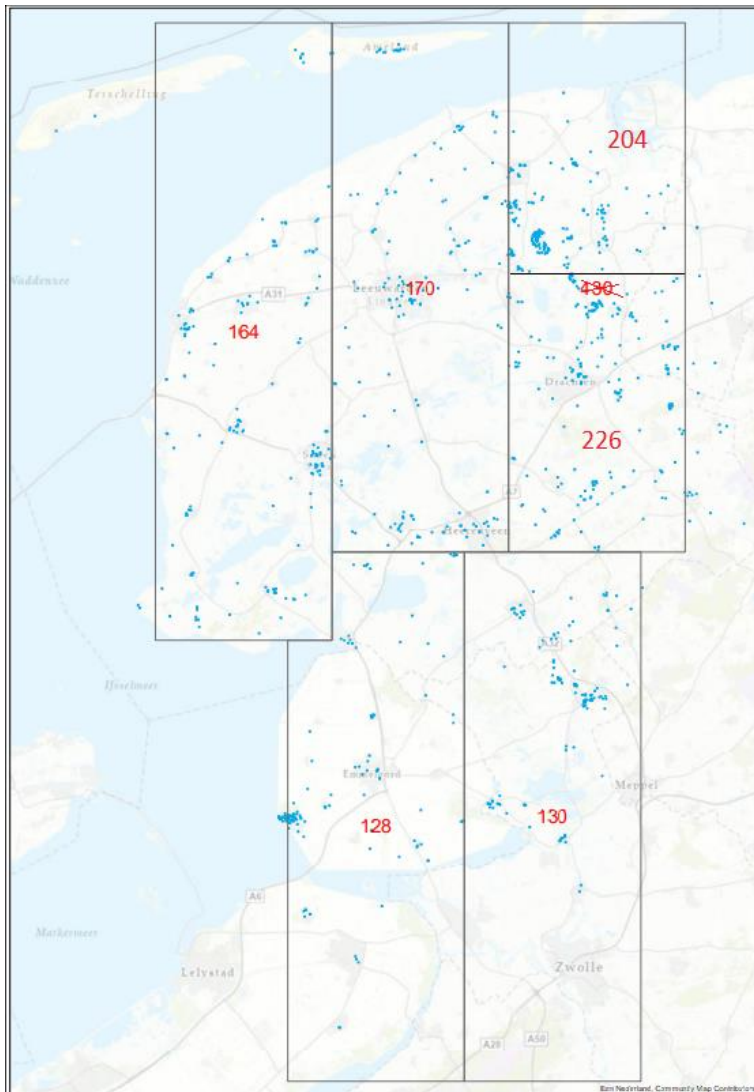 Ameland
Terschelling
204
Waddenzee
Leeuwarden
170
430
A31
164
Drachten
226
A7
Heerenveen
A32
IJsselmeer
Emmeloord
Meppel
128
130
A6
Markermeer
Lelystad
Zwolle
A28
A50
Esri Nederland, Community Map Contributors